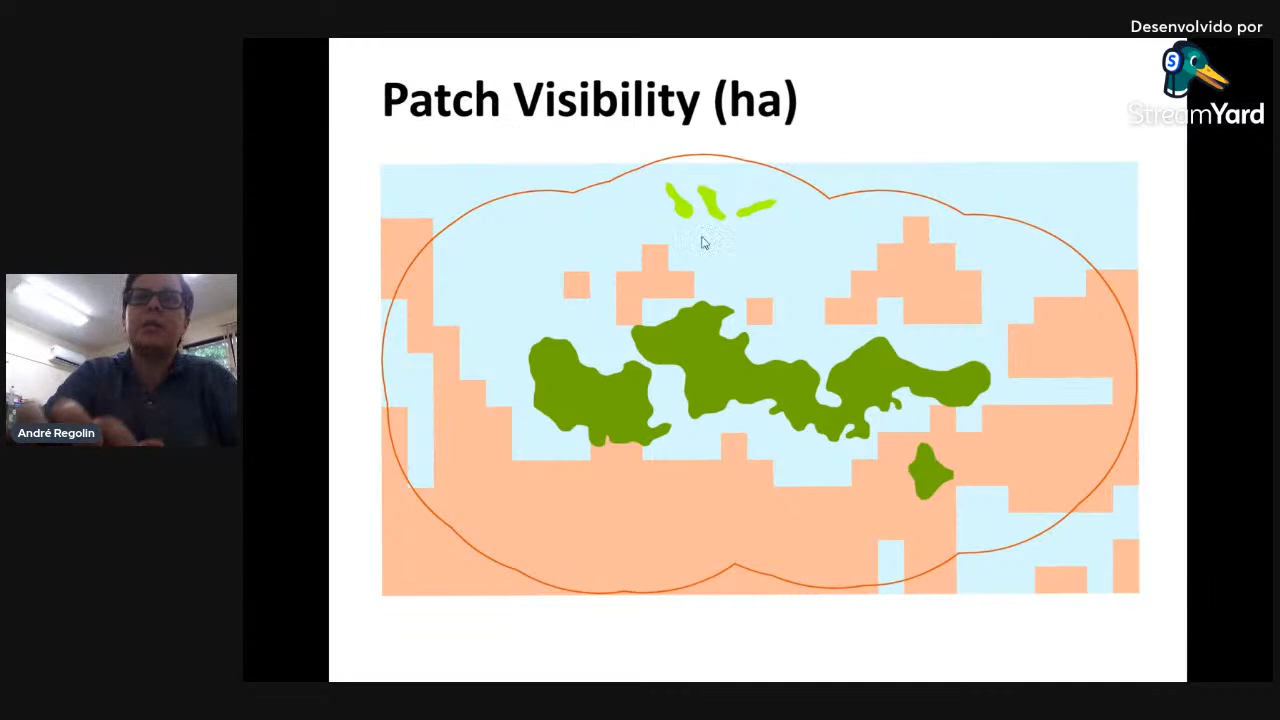 Desenvolvido por
S
StreamYard
Patch Visibility (ha)
André Regolin